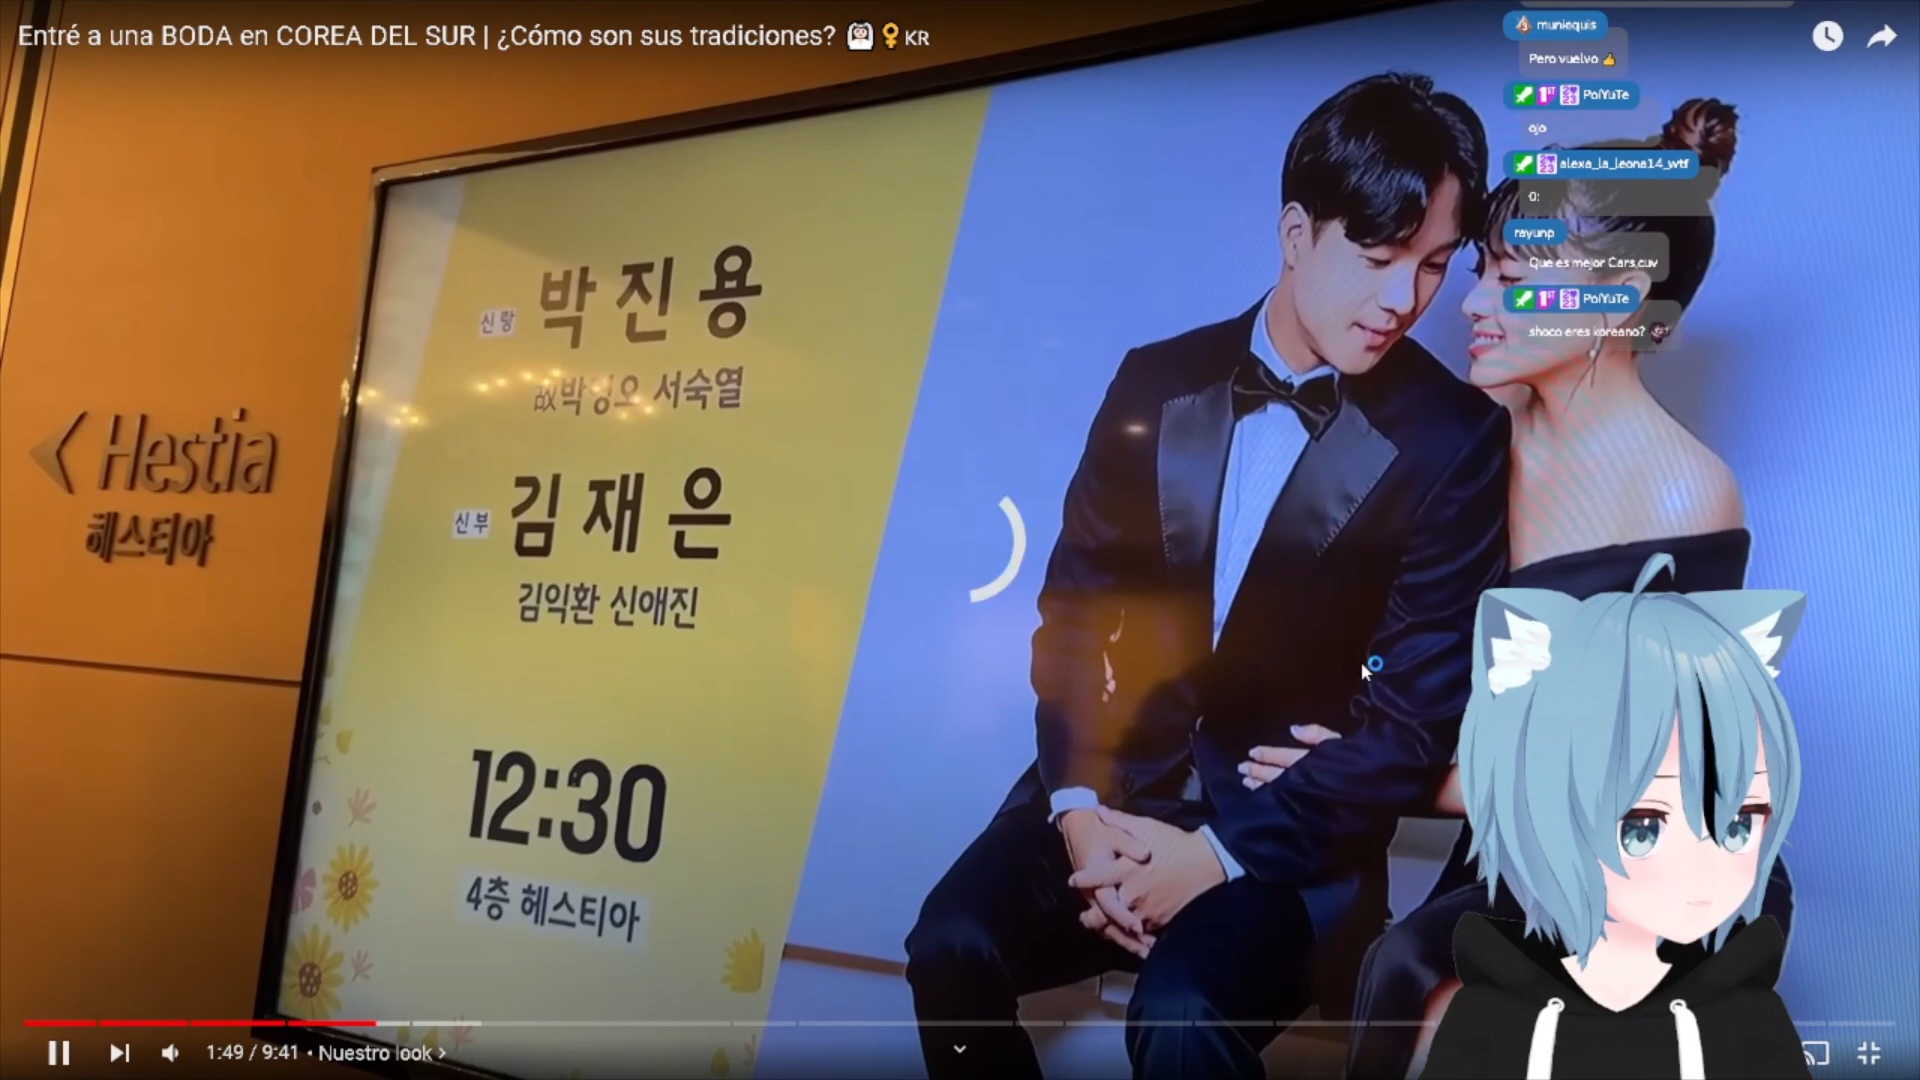 Entré a una BODA en COREA DEL SUR | ¿Cómo son sus tradiciones? 👰‍♀️ KR
muniequis
Pero vuelvo 👍
PolYuTe
ojo
alexa_la_leona14_wtf
O:
rayunp
Que es mejor Cars,cuv
PolYuTe
shoco eres koreano?
Hestia
헤스티아
신랑 박진용
故박잉오 서숙열
신부 김재은
김익환 신애진
12:30
4층 헤스티아
1:49 / 9:41 • Nuestro look ›